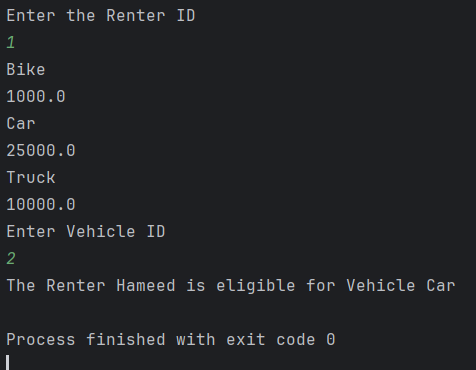 Enter the Renter ID
1
Bike
1000.0
Car
25000.0
Truck
10000.0
Enter Vehicle ID
2
The Renter Hameed is eligible for Vehicle Car
Process finished with exit code 0